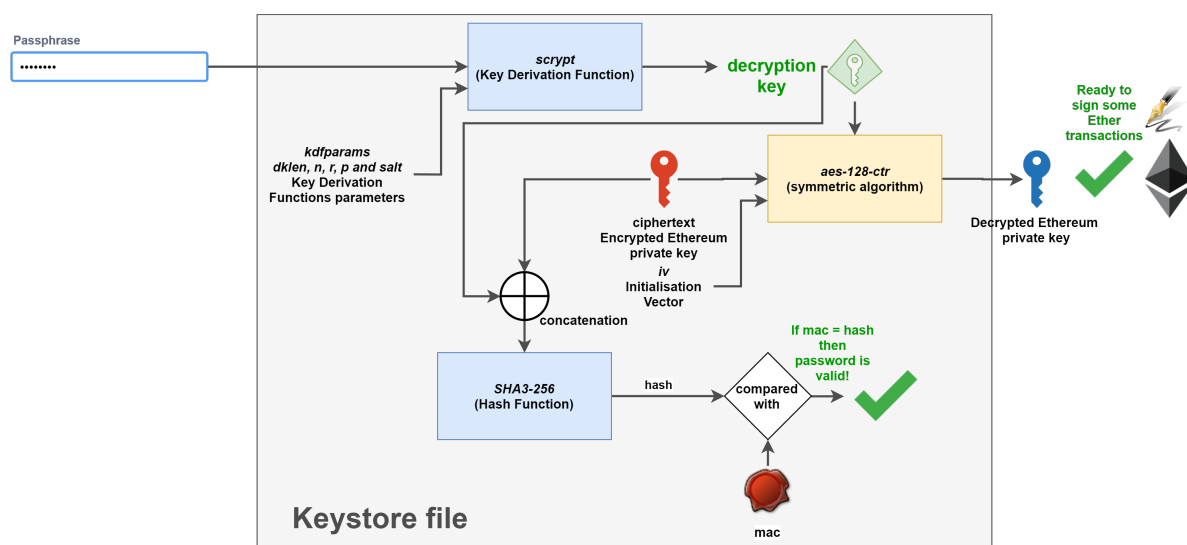 Passphrase
••••••••
scrypt
(Key Derivation Function)
decryption
key
kdfparams
dklen, n, r, p and salt
Key Derivation
Functions parameters
ciphertext
Encrypted Ethereum
private key
iv
Initialisation
Vector
aes-128-ctr
(symmetric algorithm)
Ready to
sign some
Ether
transactions
Decrypted Ethereum
private key
concatenation
SHA3-256
(Hash Function)
hash
compared
with
If mac = hash
then
password is
valid!
mac
Keystore file